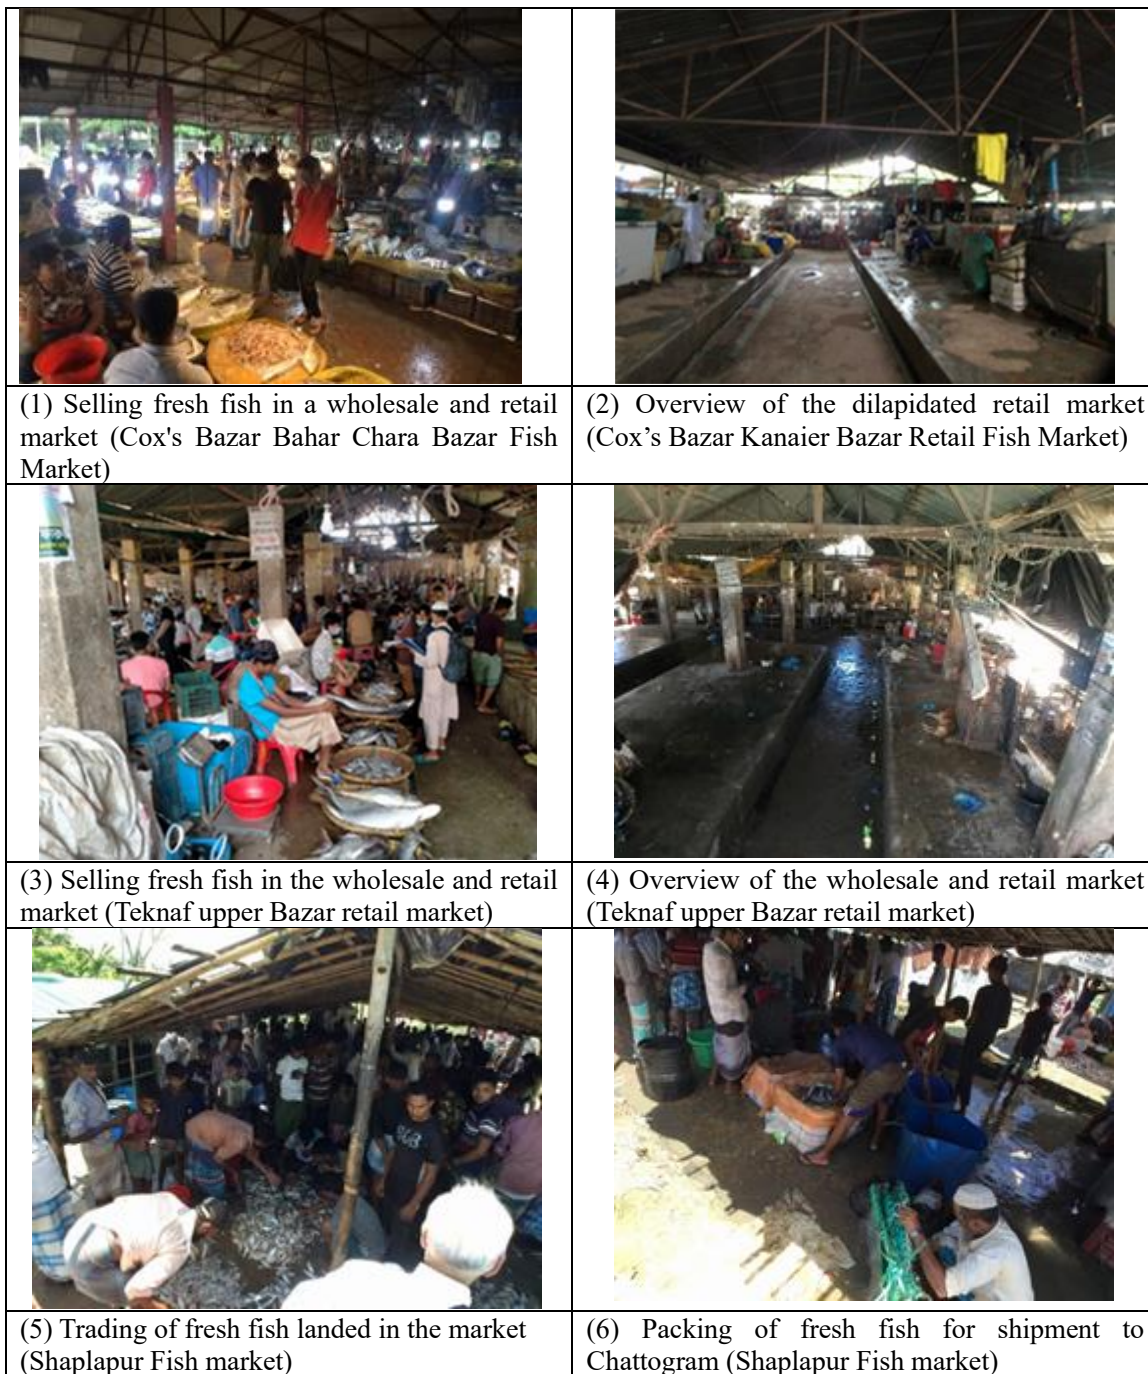 (1) Selling fresh fish in a wholesale and retail
market (Cox's Bazar Bahar Chara Bazar Fish
Market)
(2) Overview of the dilapidated retail market
(Cox’s Bazar Kanaier Bazar Retail Fish Market)
(3) Selling fresh fish in the wholesale and retail
market (Teknaf upper Bazar retail market)
(4) Overview of the wholesale and retail market
(Teknaf upper Bazar retail market)
(5) Trading of fresh fish landed in the market
(Shaplapur Fish market)
(6) Packing of fresh fish for shipment to
Chattogram (Shaplapur Fish market)